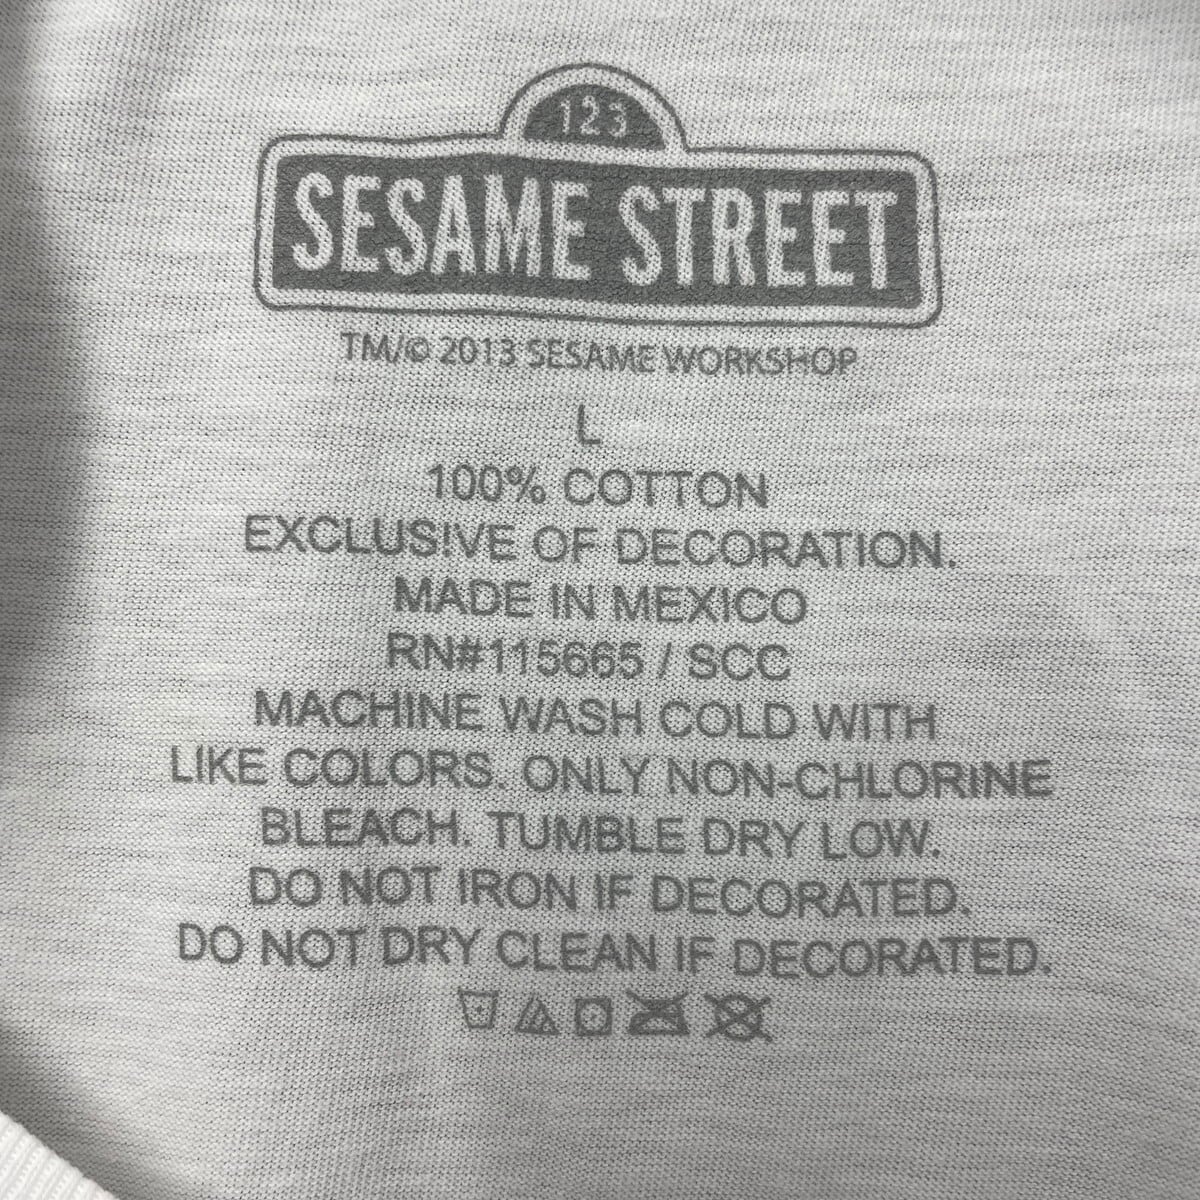 123
SESAME STREET
TM/© 2013 SESAME WORKSHOP
L
100% COTTON
EXCLUSIVE OF DECORATION.
MADE IN MEXICO
RN#115665 / SCC
MACHINE WASH COLD WITH
LIKE COLORS. ONLY NON-CHLORINE
BLEACH. TUMBLE DRY LOW.
DO NOT IRON IF DECORATED.
DO NOT DRY CLEAN IF DECORATED.